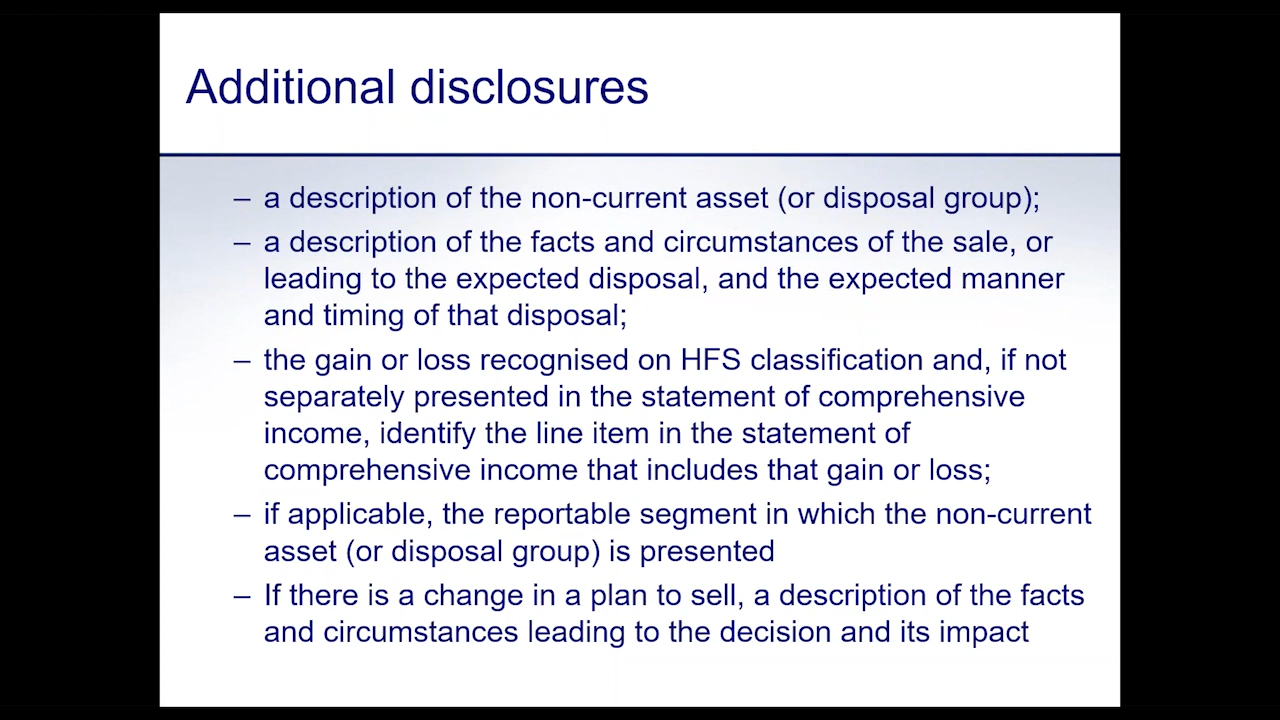 Additional disclosures
– a description of the non-current asset (or disposal group);
– a description of the facts and circumstances of the sale, or
leading to the expected disposal, and the expected manner
and timing of that disposal;
– the gain or loss recognised on HFS classification and, if not
separately presented in the statement of comprehensive
income, identify the line item in the statement of
comprehensive income that includes that gain or loss;
– if applicable, the reportable segment in which the non-current
asset (or disposal group) is presented
– If there is a change in a plan to sell, a description of the facts
and circumstances leading to the decision and its impact